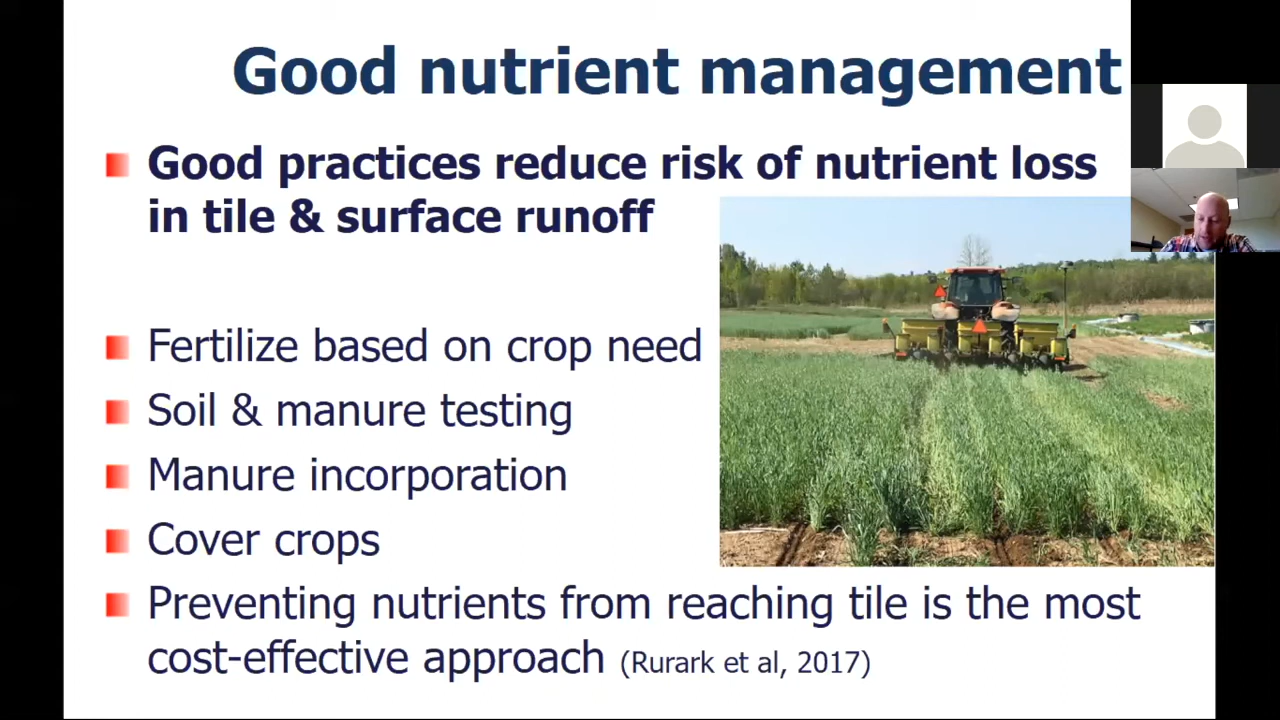 Good nutrient management
Good practices reduce risk of nutrient loss
in tile & surface runoff
Fertilize based on crop need
Soil & manure testing
Manure incorporation
Cover crops
Preventing nutrients from reaching tile is the most
cost-effective approach (Rurark et al, 2017)